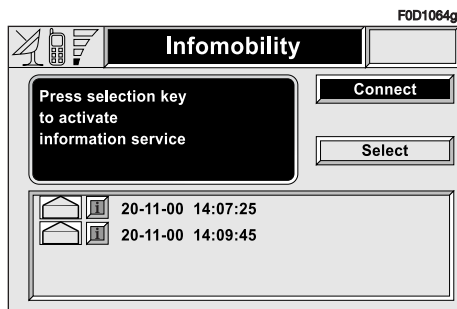 F0D1064g
Infomobility
Press selection key
to activate
information service
Connect
Select
i 20-11-00 14:07:25
i 20-11-00 14:09:45